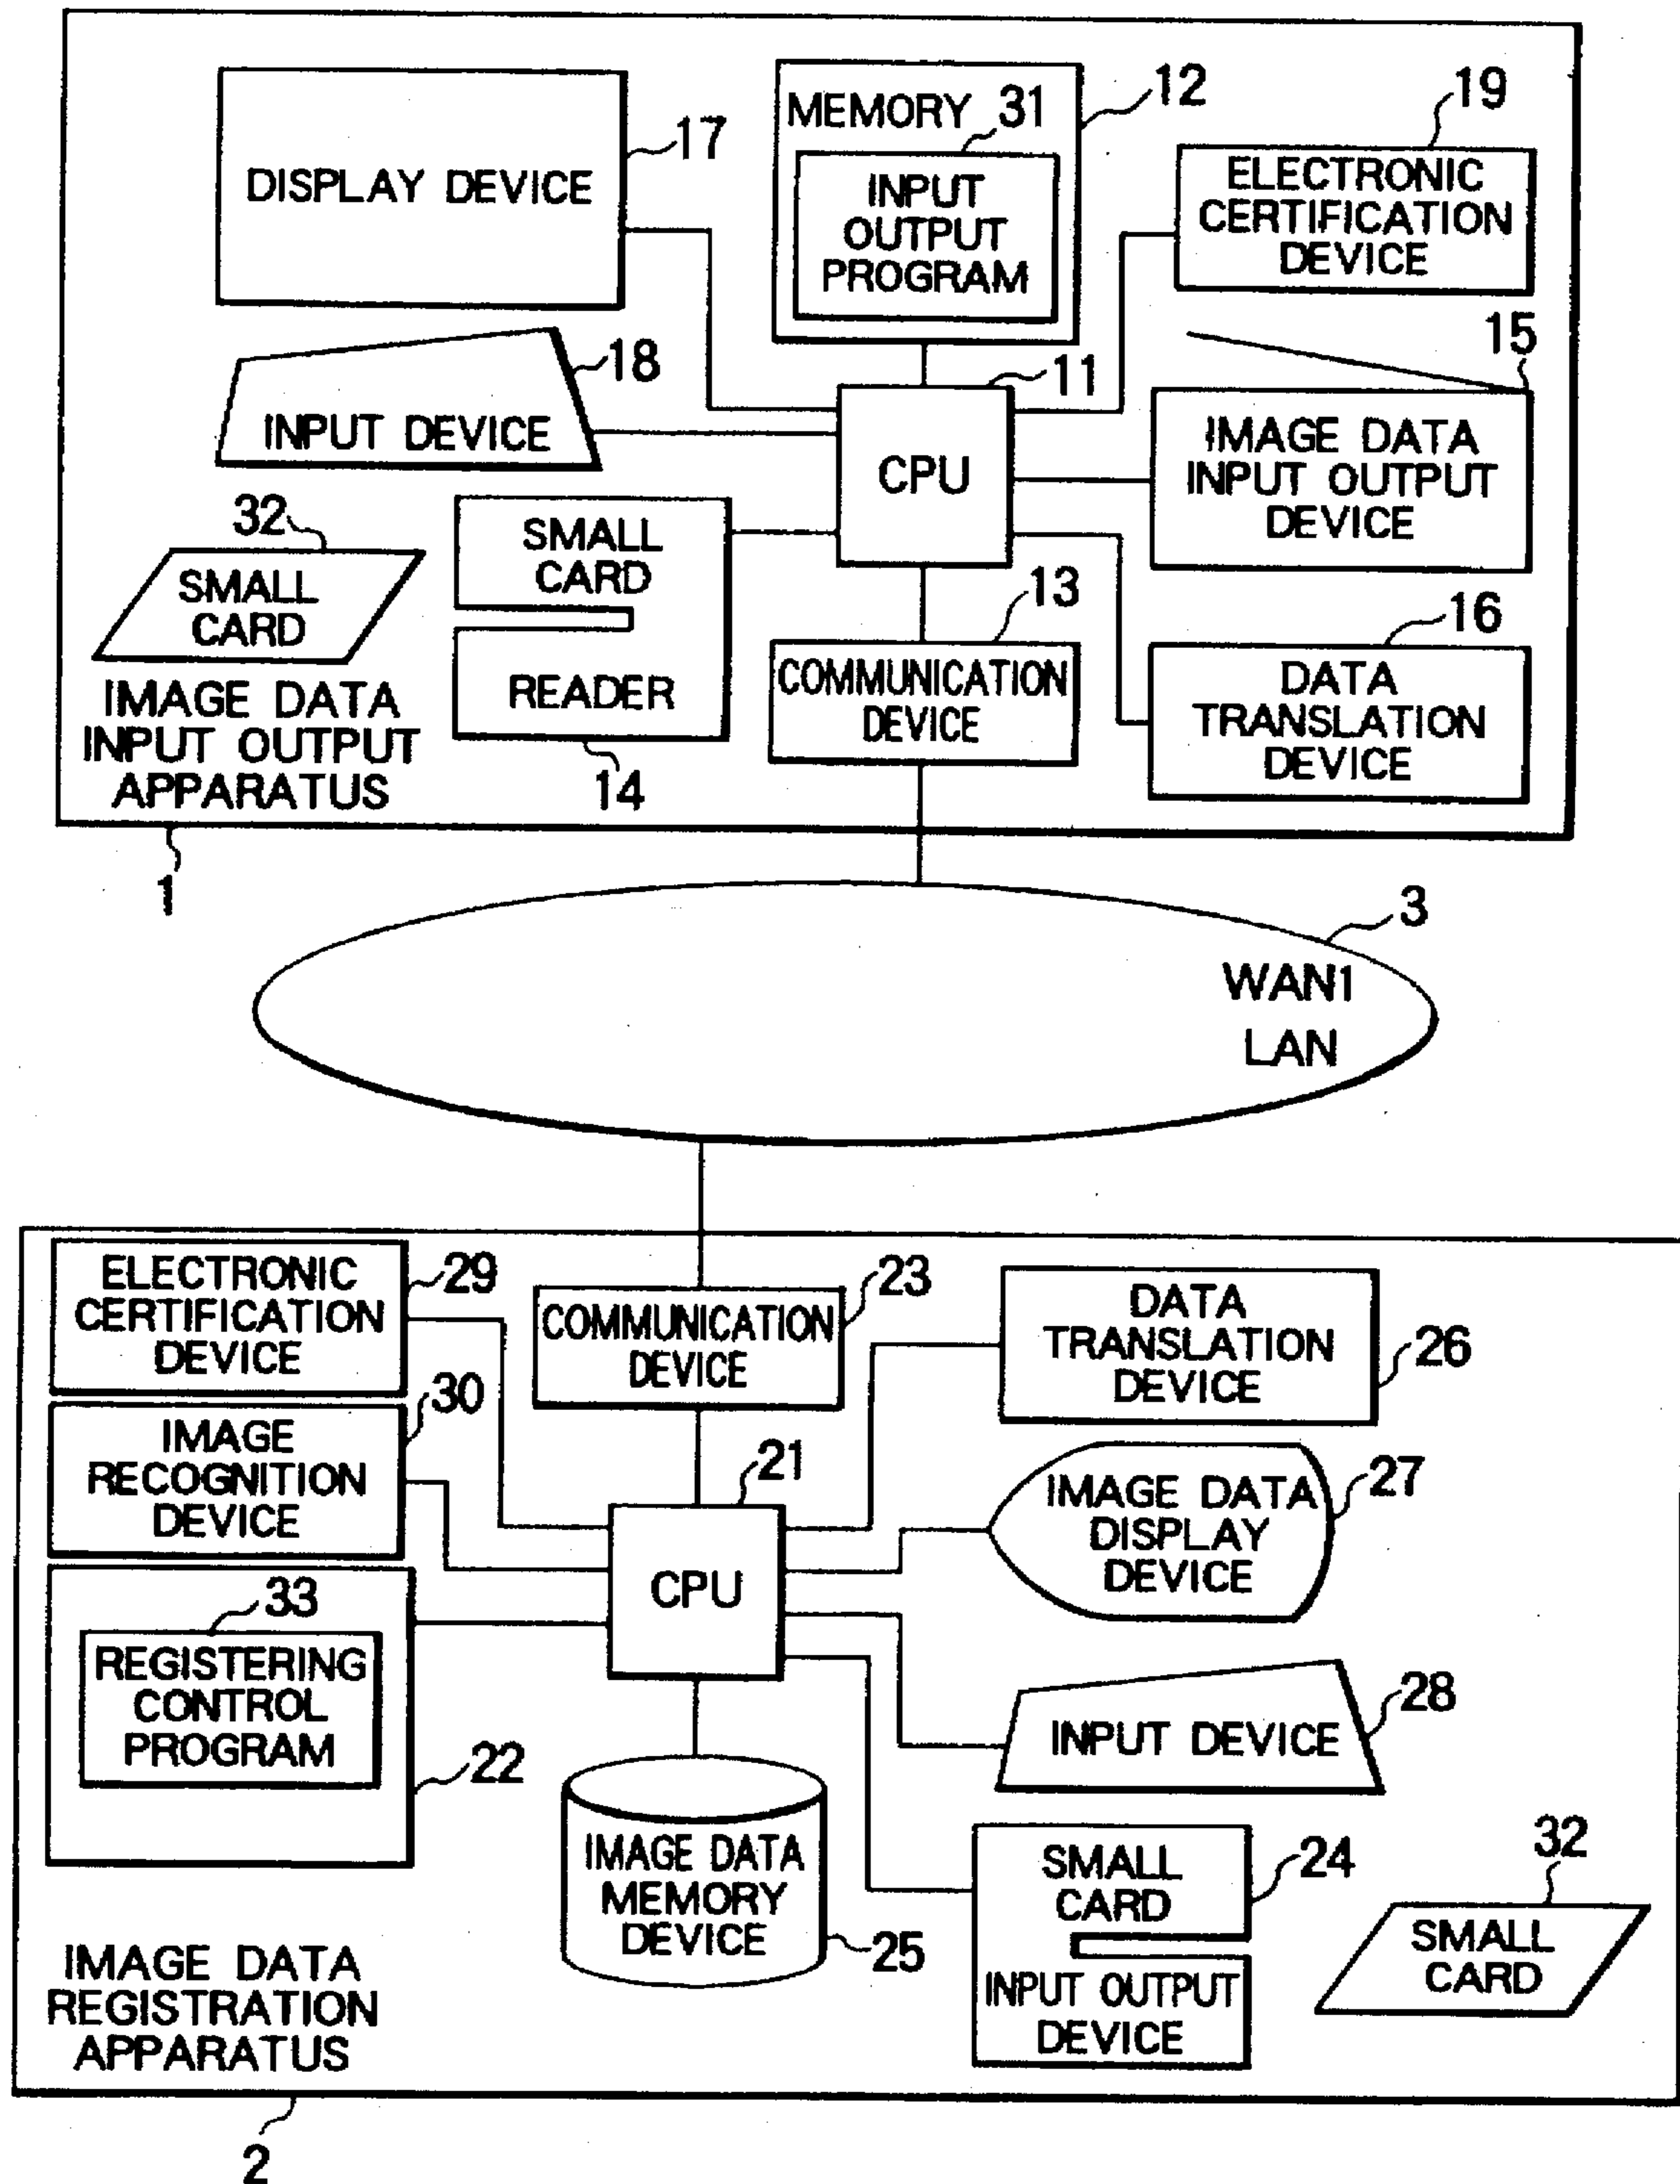 MEMORY
31
12
19
17
DISPLAY DEVICE
INPUT
OUTPUT
PROGRAM
ELECTRONIC
CERTIFICATION
DEVICE
18
INPUT DEVICE
11
CPU
15
IMAGE DATA
INPUT OUTPUT
DEVICE
32
SMALL
CARD
SMALL
CARD
READER
14
13
COMMUNICATION
DEVICE
16
DATA
TRANSLATION
DEVICE
IMAGE DATA
INPUT OUTPUT
APPARATUS
1
3
WAN1
LAN
ELECTRONIC
CERTIFICATION
DEVICE
29
COMMUNICATION
DEVICE
23
DATA
TRANSLATION
DEVICE
26
30
IMAGE
RECOGNITION
DEVICE
21
CPU
IMAGE DATA
DISPLAY
DEVICE
27
33
REGISTERING
CONTROL
PROGRAM
22
INPUT DEVICE
28
IMAGE DATA
MEMORY
DEVICE
25
SMALL
CARD
INPUT OUTPUT
DEVICE
24
32
SMALL
CARD
IMAGE DATA
REGISTRATION
APPARATUS
2